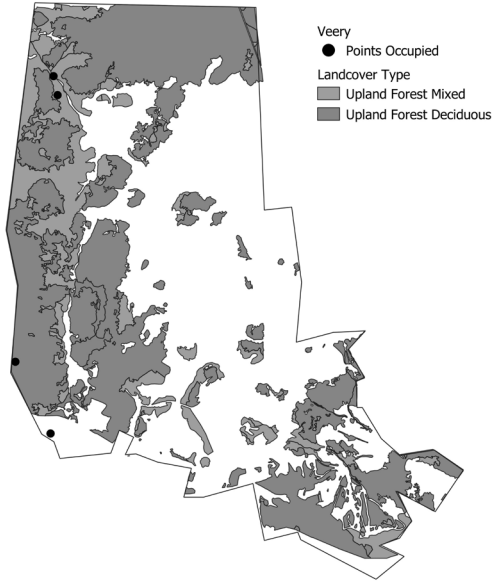 Veery
Points Occupied
Landcover Type
Upland Forest Mixed
Upland Forest Deciduous